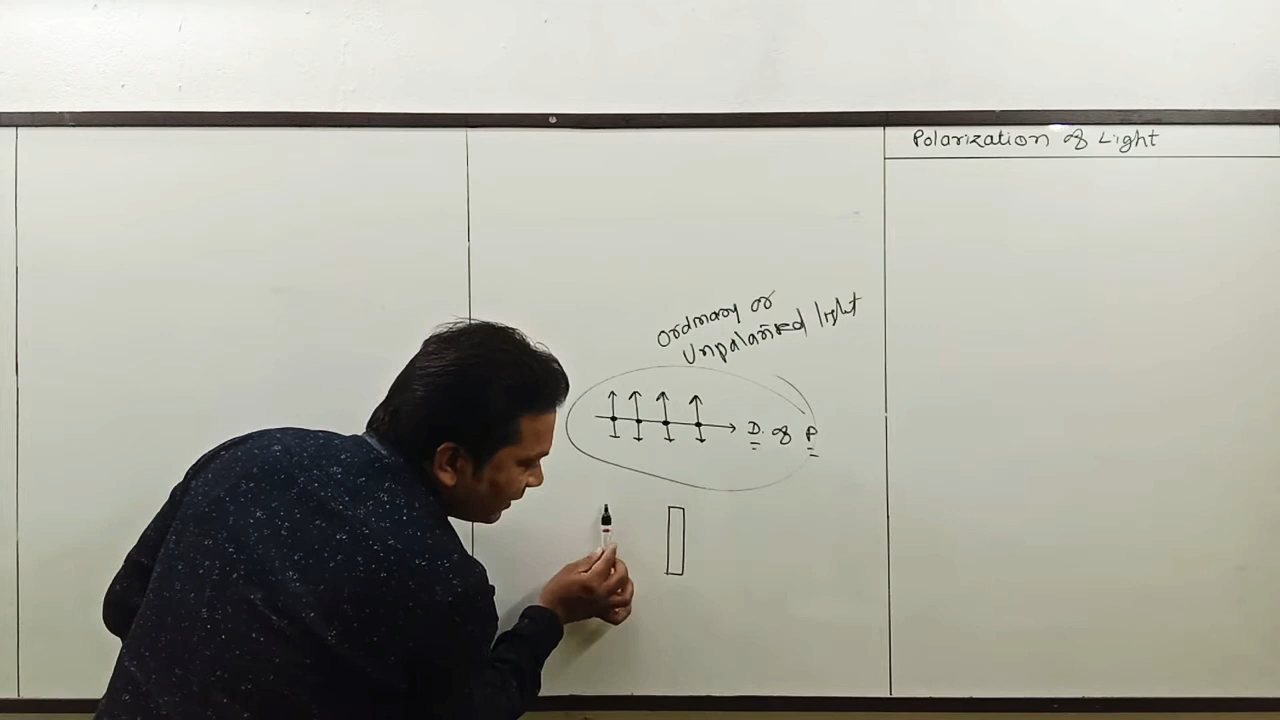 Polarization of Light
Ordinary or
Unpolarized light
D. of P